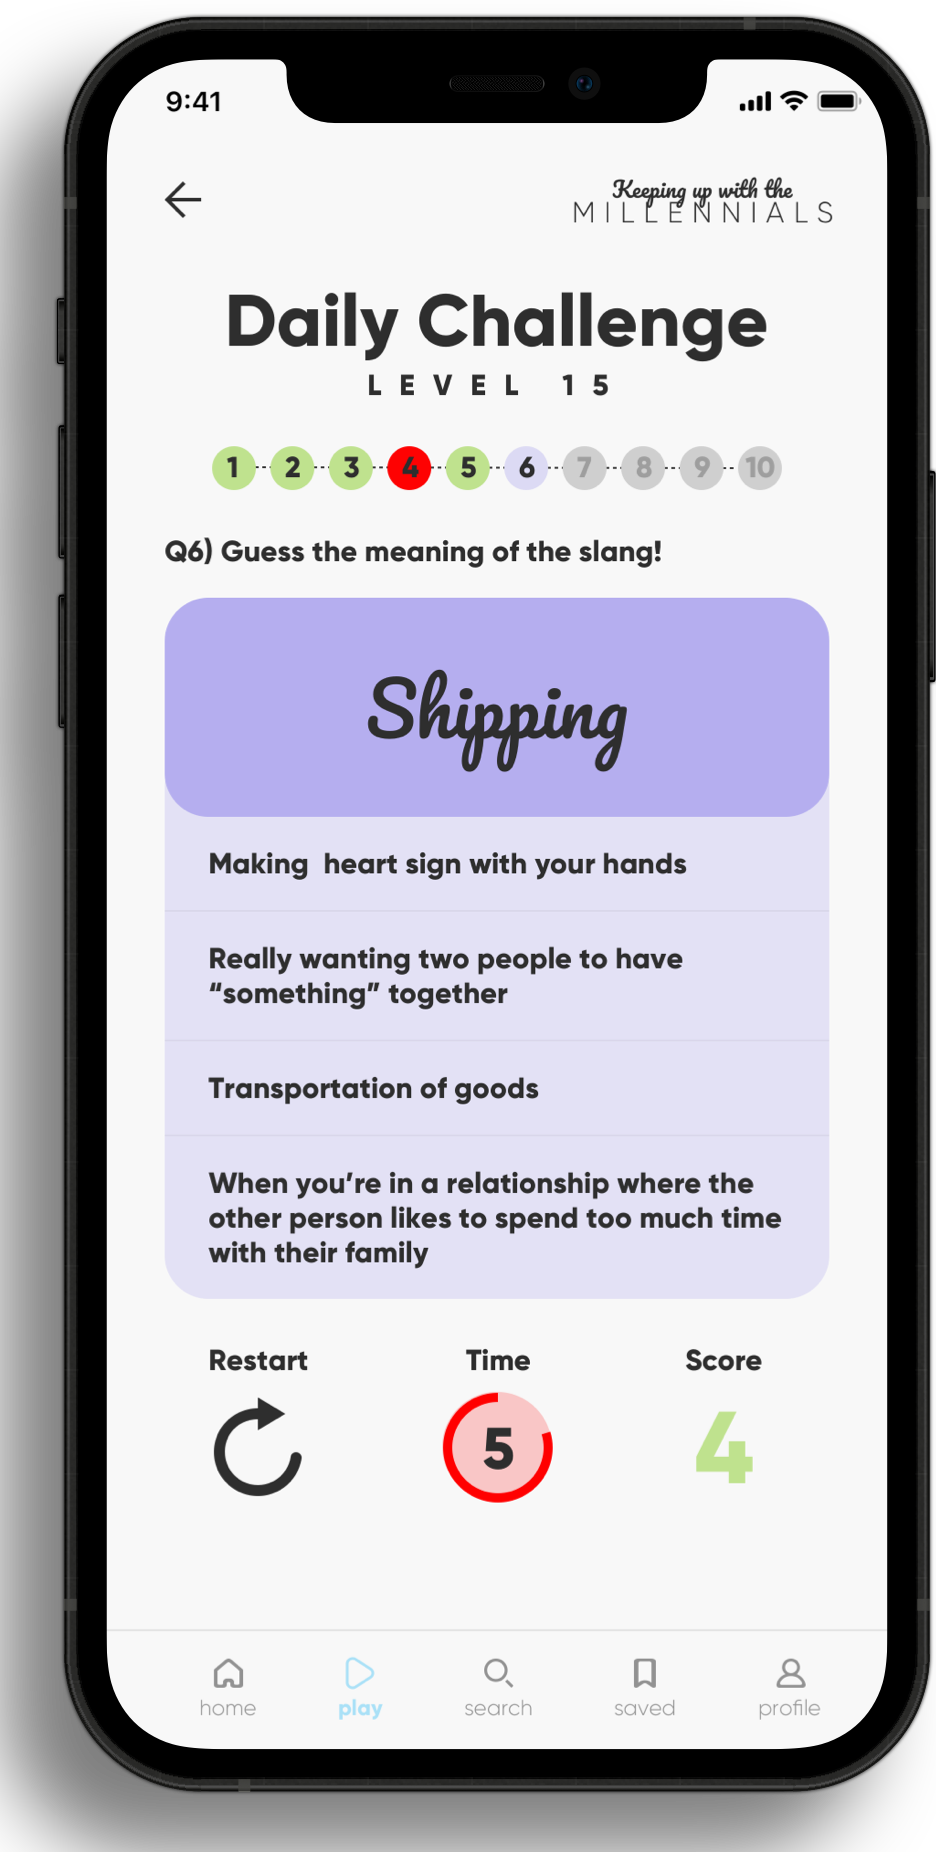 9:41
Keeping up with the
MILLENNIALS
Daily Challenge
LEVEL 15
1 2 3 4 5 6 7 8 9 10
Q6) Guess the meaning of the slang!
Shipping
Making  heart sign with your hands
Really wanting two people to have
“something” together
Transportation of goods
When you’re in a relationship where the
other person likes to spend too much time
with their family
Restart Time Score
5 4
home play search saved profile